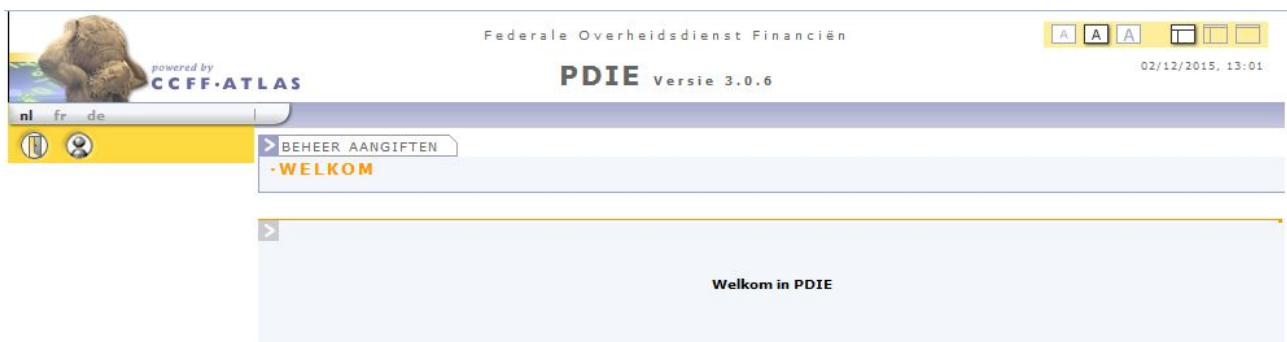 Federale Overheidsdienst Financiën
A A A
powered by
CCFF-ATLAS
PDIE Versie 3.0.6
02/12/2015, 13:01
nl fr de
BEHEER AANGIFTEN
·WELKOM
Welkom in PDIE